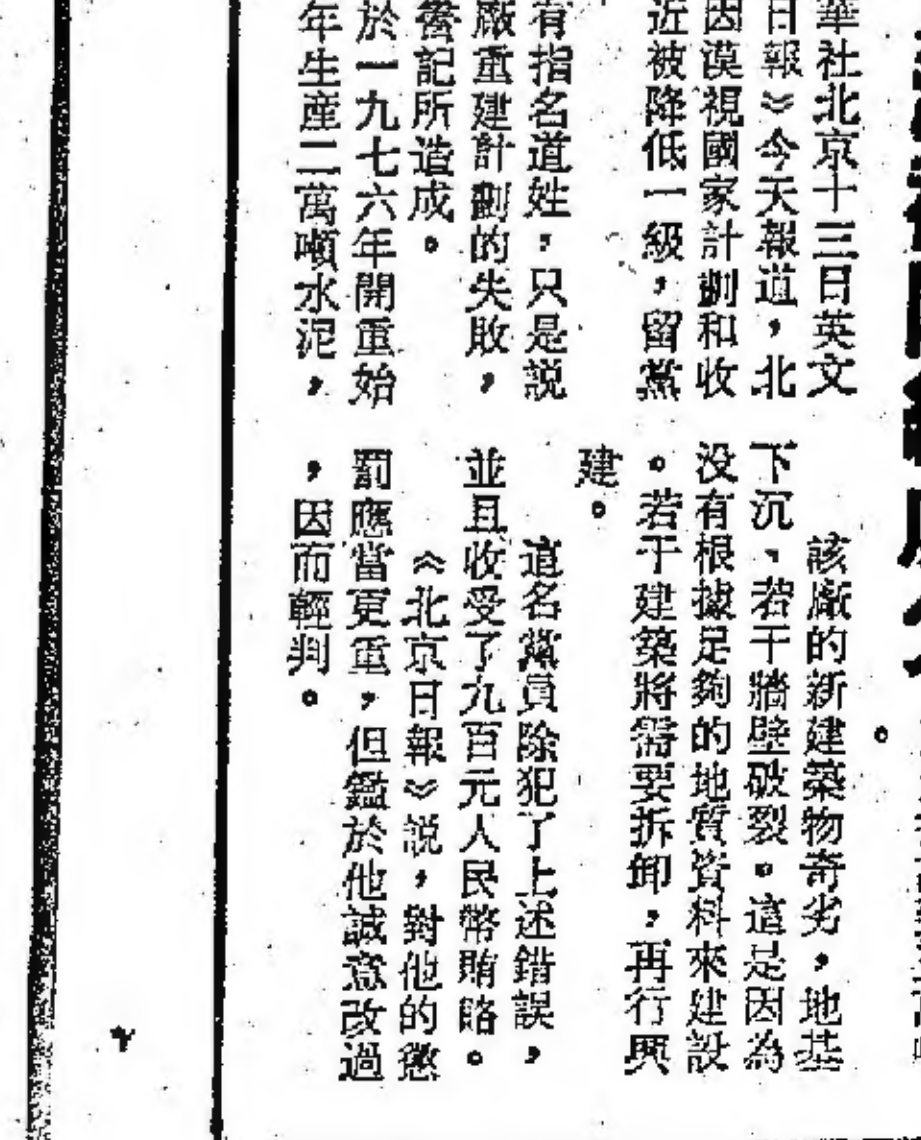 華社北京十三日英文
日報》今天報道，北
因漠視國家計劃和收
近被降低一級，留黨
有指名道姓，只是説
廠重建計劃的失敗，
書記所造成。
於一九七六年開重始
年生産二萬噸水泥，
該廠的新建築物奇劣，地基
下沉、若干牆壁破裂。這是因為
没有根據足夠的地質資料來建設
。若干建築將需要拆卸，再行興
建。
這名黨員除犯了上述錯誤，
並且收受了九百元人民幣賄賂。
《北京日報》説，對他的懲
罰應當更重，但鑑於他誠意改過
，因而輕判。